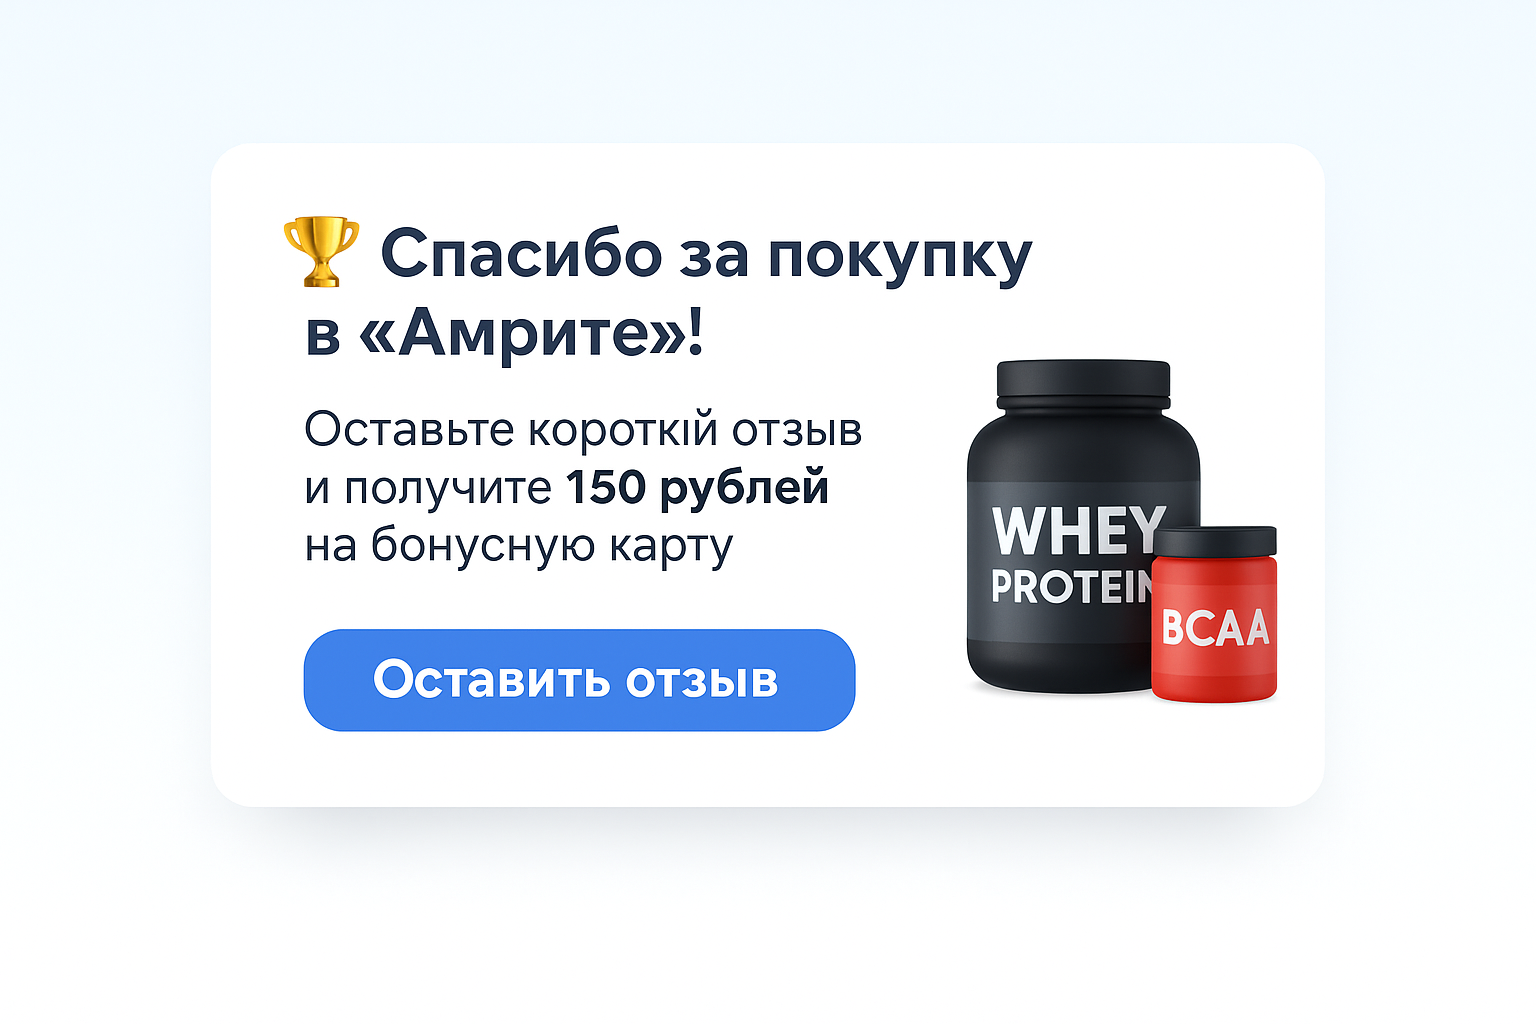 🏆 Спасибо за покупку
в «Амрите»!
Оставьте короткій отзыв
и получите 150 рублей
на бонусную карту
Оставить отзыв
WHEY
PROTEIN
BCAA